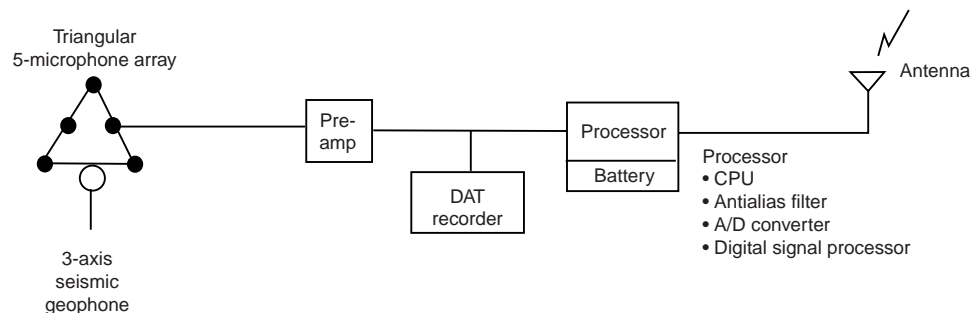 Triangular
5-microphone array
Antenna
Pre-
amp
Processor
Battery
DAT
recorder
Processor
• CPU
• Antialias filter
• A/D converter
• Digital signal processor
3-axis
seismic
geophone